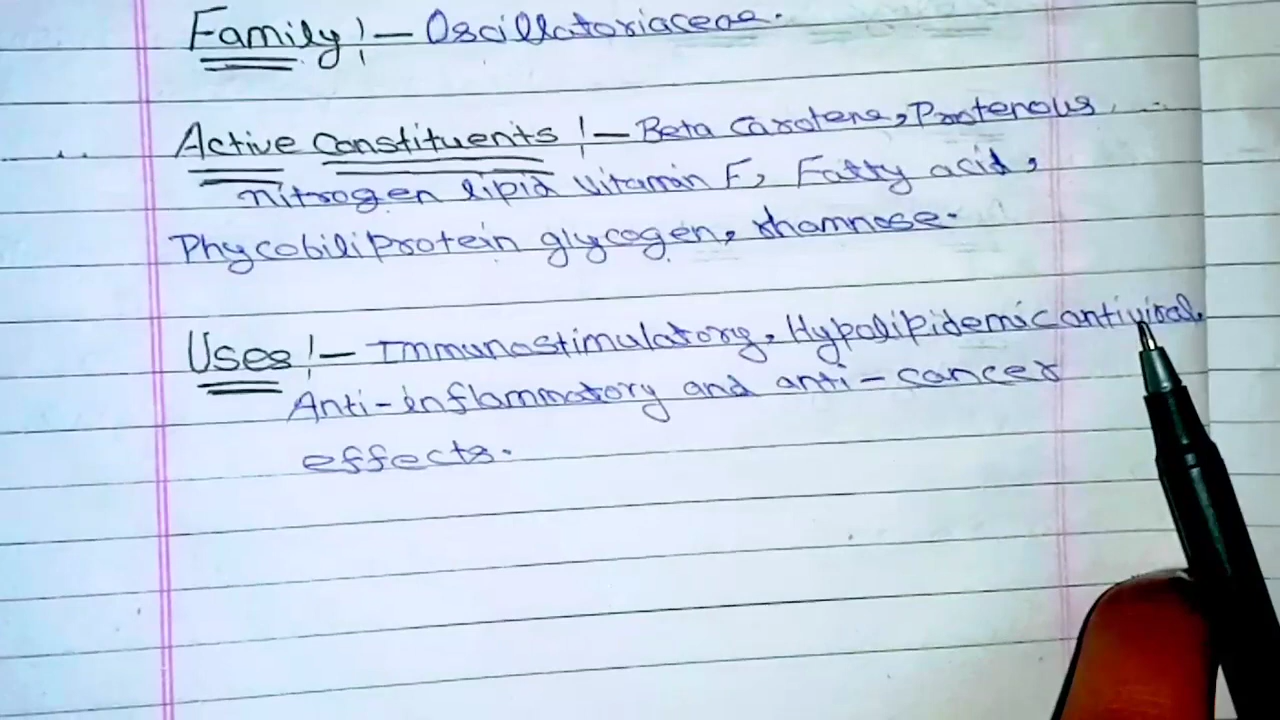 Family :- Oscillatoriaceae.
Active Constituents :- Beta Carotene, Protenous
nitrogen lipid vitamin F, Fatty acid,
Phycobiliprotein glycogen, rhamnose.
Uses :- Immunostimulatory, Hypolipidemic antiviral,
Anti-inflammatory and anti-cancer
effects.